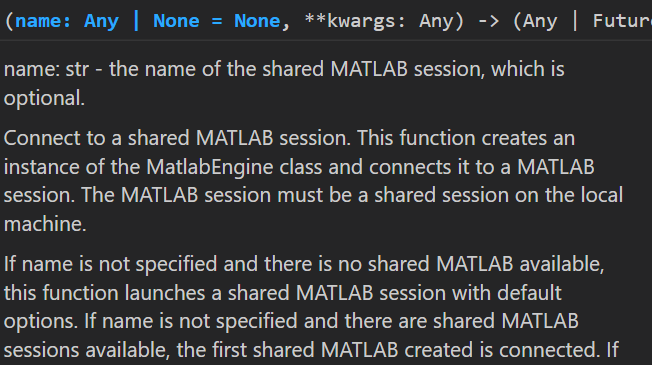 (name: Any | None = None, **kwargs: Any) -> (Any | Future
name: str - the name of the shared MATLAB session, which is
optional.
Connect to a shared MATLAB session. This function creates an
instance of the MatlabEngine class and connects it to a MATLAB
session. The MATLAB session must be a shared session on the local
machine.
If name is not specified and there is no shared MATLAB available,
this function launches a shared MATLAB session with default
options. If name is not specified and there are shared MATLAB
sessions available, the first shared MATLAB created is connected. If